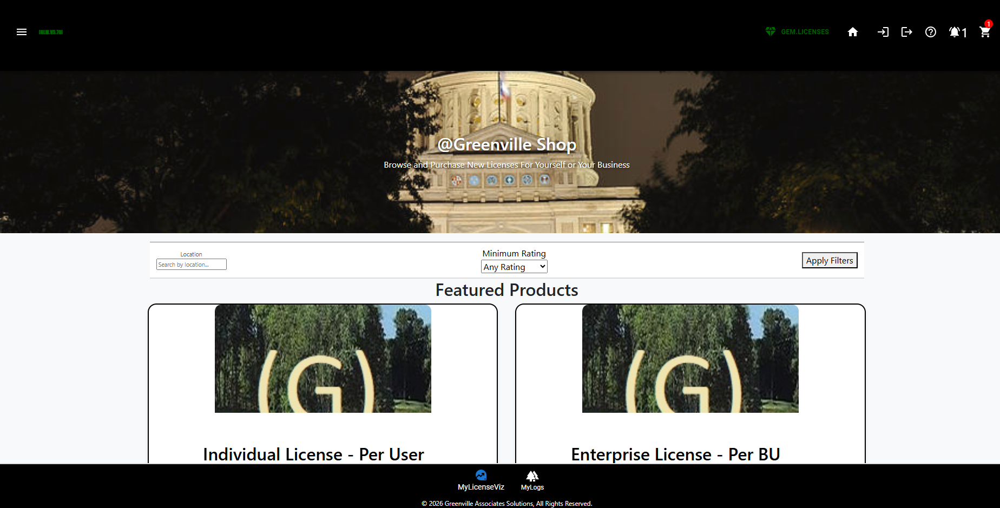 GEM.LICENSES
1
1
@Greenville Shop
Browse and Purchase New Licenses For Yourself or Your Business
Location
Search by location...
Minimum Rating
Any Rating
Apply Filters
Featured Products
(G)
(G)
Individual License - Per User
Enterprise License - Per BU
MyLicenseViz
MyLogs
© 2026 Greenville Associates Solutions, All Rights Reserved.